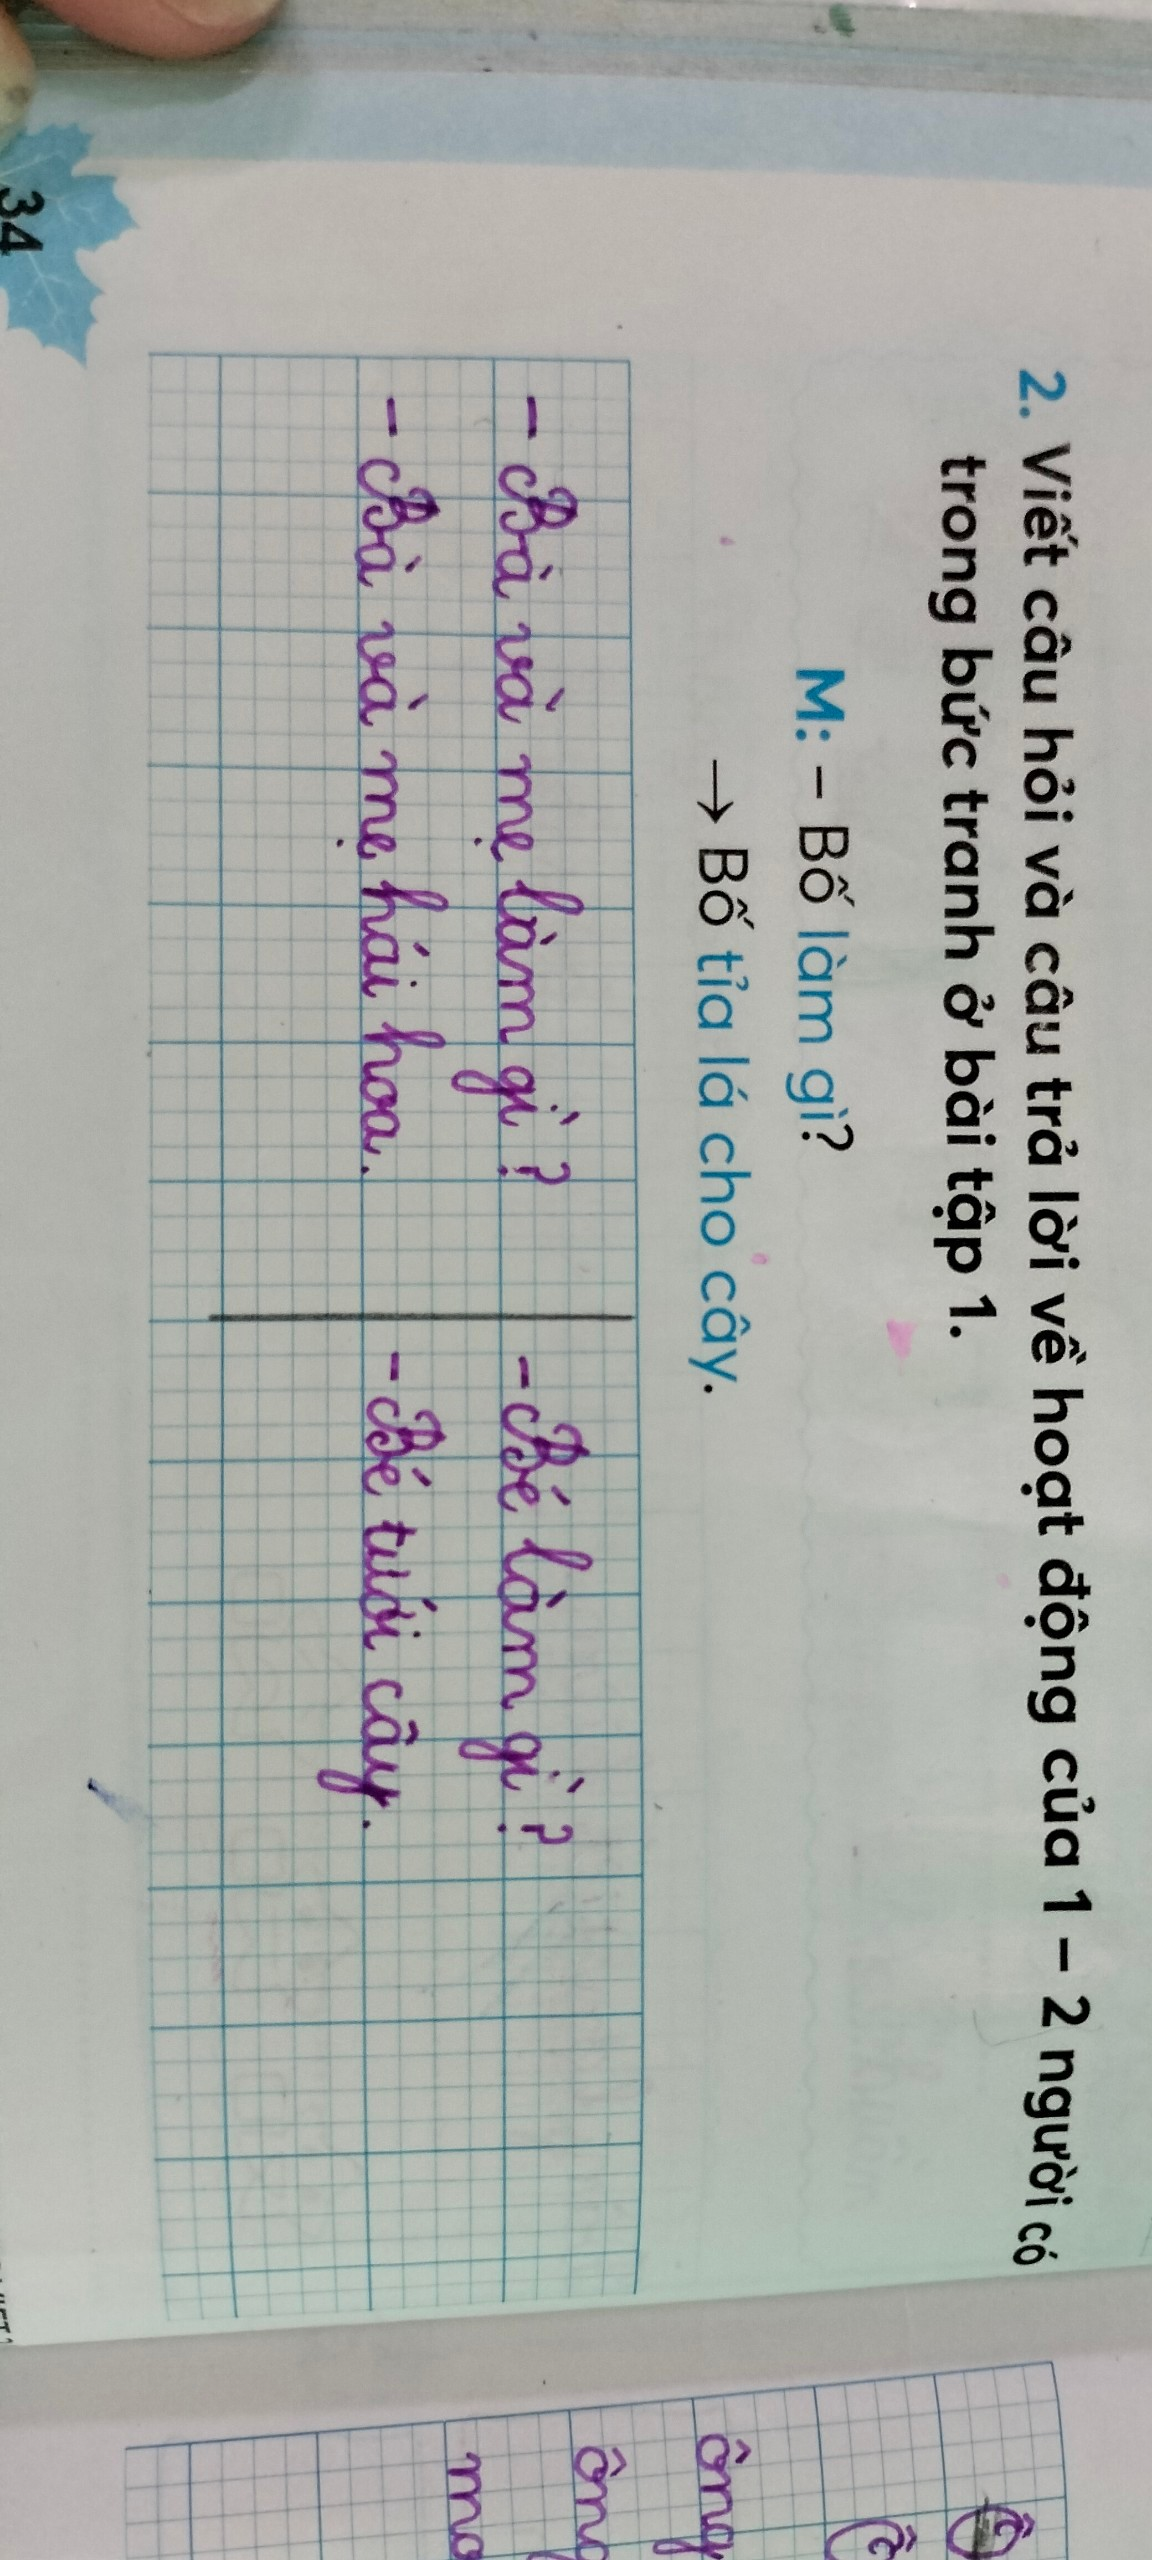 2. Viết câu hỏi và câu trả lời về hoạt động của 1 – 2 người có
trong bức tranh ở bài tập 1.
M: – Bố làm gì?
→ Bố tỉa lá cho cây.
- Bà và mẹ làm gì? - Bé làm gì?
- Bà và mẹ hái hoa. - Bé tưới cây.
34
ông